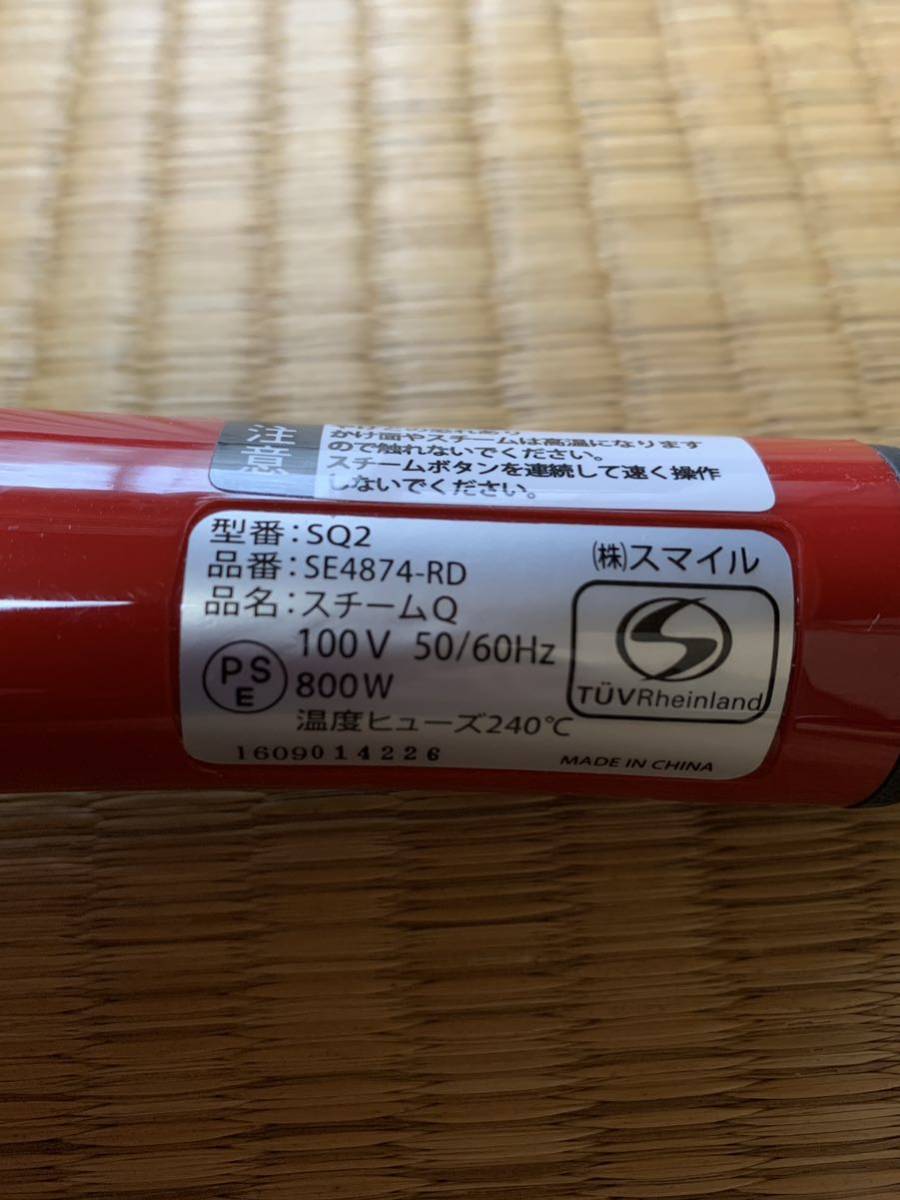 注意
かけ面やスチームは高温になります
ので触れないでください。
スチームボタンを連続して速く操作
しないでください。
型番：SQ2
品番：SE4874-RD
品名：スチームQ
㈱スマイル
100V 50/60Hz
PSE
800W
温度ヒューズ240℃
TÜVRheinland
1609014226
MADE IN CHINA